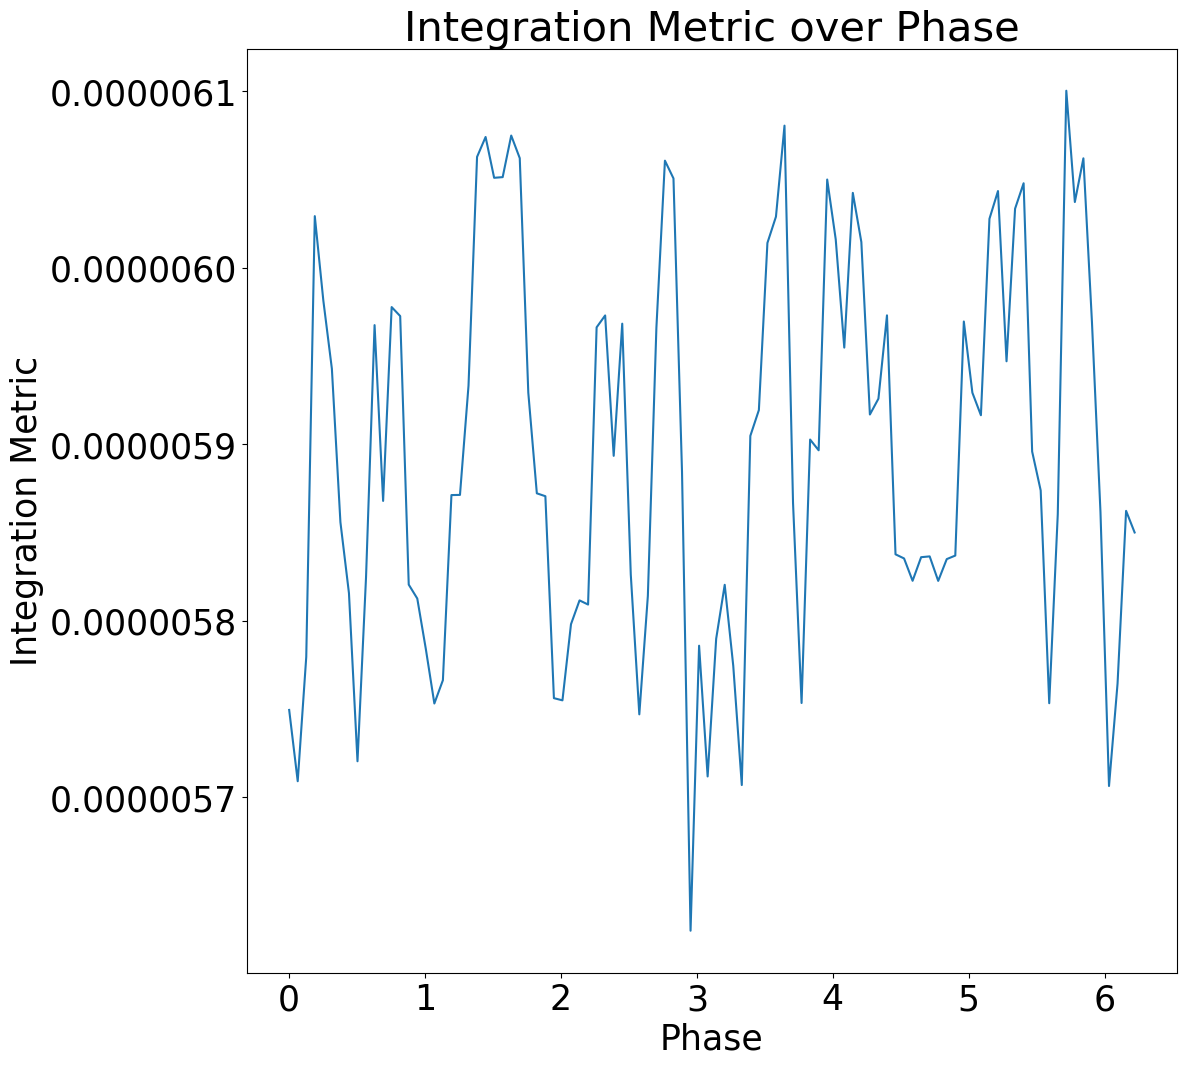 Integration Metric over Phase
0.0000061
0.0000060
0.0000059
0.0000058
0.0000057
Integration Metric
0 1 2 3 4 5 6
Phase